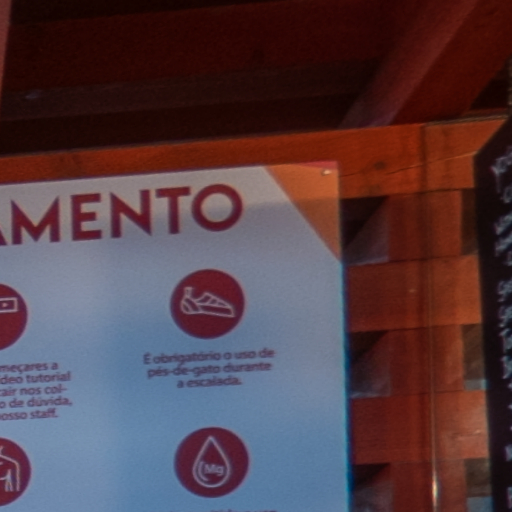 AMENTO
É obrigatório o uso de
pés-de-gato durante
a escalada.
meçares a
deo tutorial
air nos col-
o de dúvida,
osso staff.
Mg